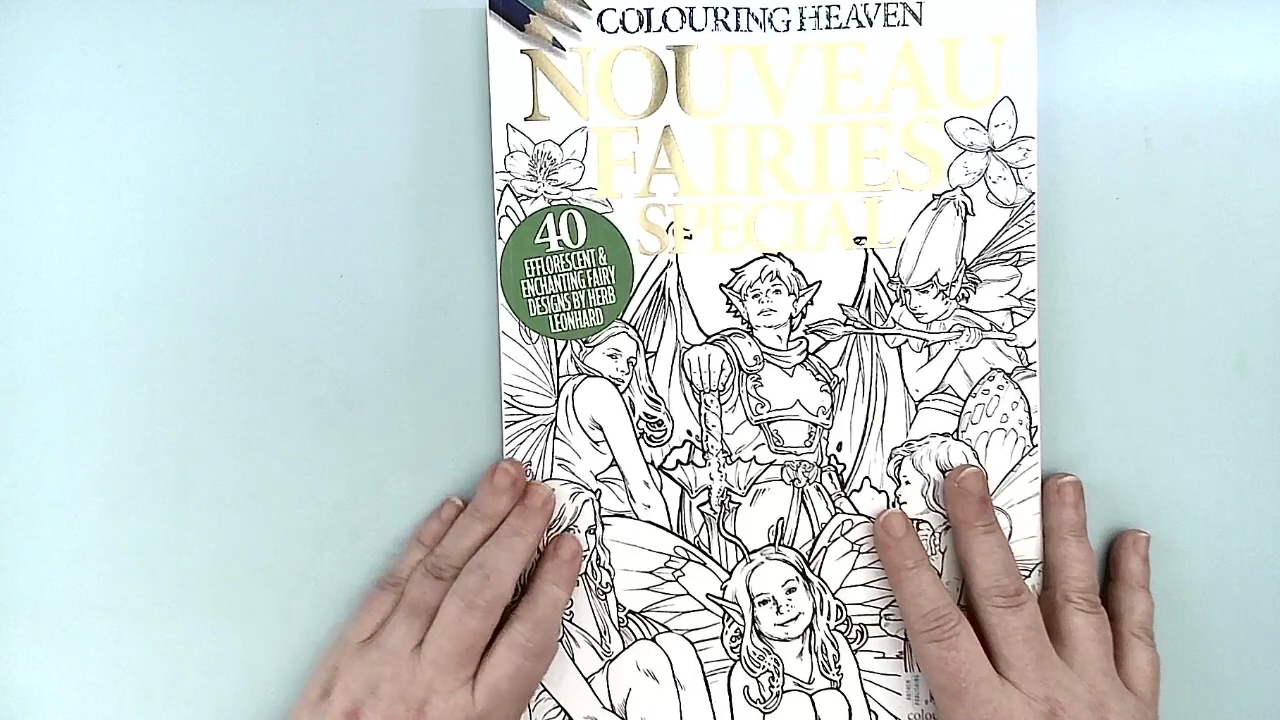 COLOURING HEAVEN
NOUVEAU
FAIRIES
SPECIAL
40
EFFLORESCENT &
ENCHANTING FAIRY
DESIGNS BY HERB
LEONHARD